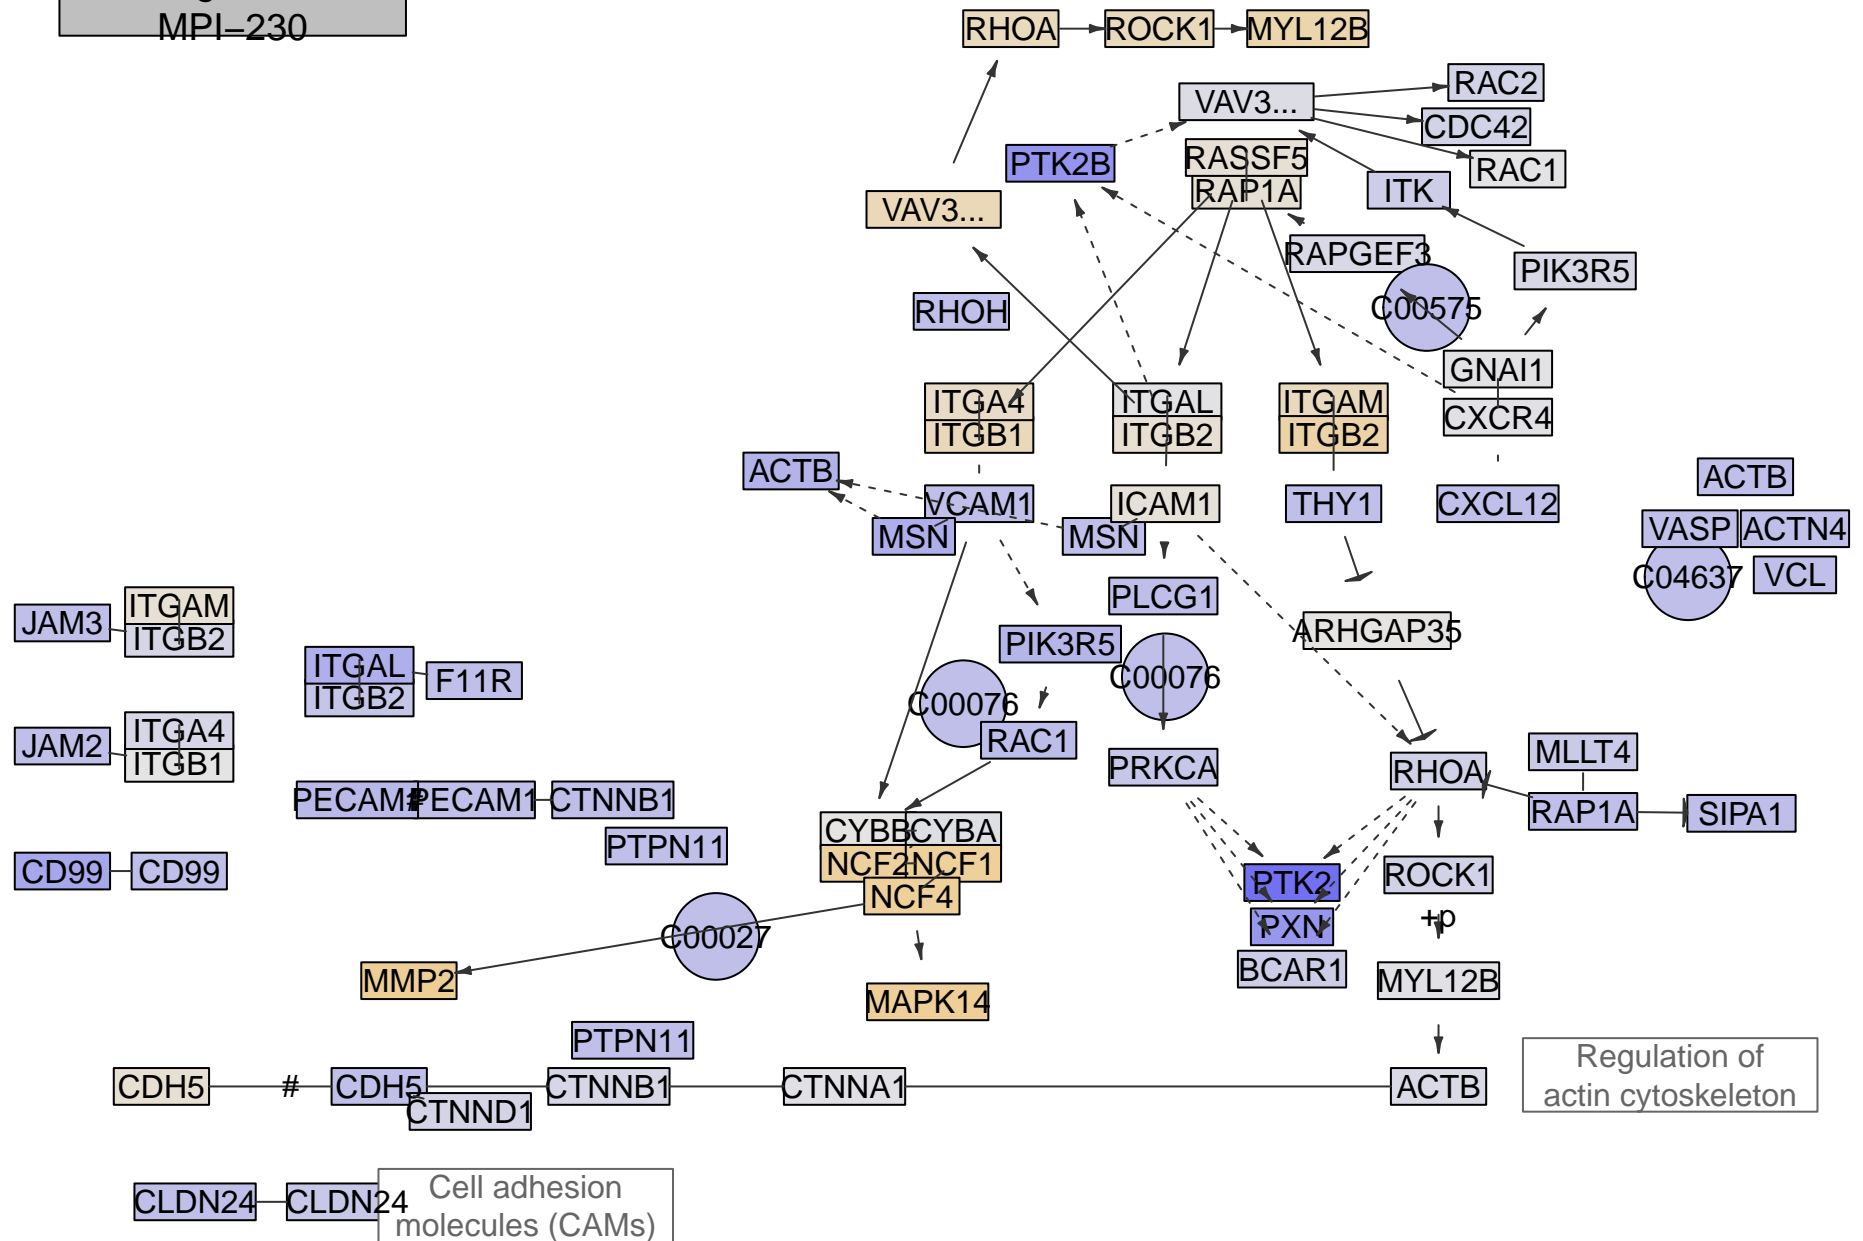 MPI−230
RHOA
ROCK1
MYL12B
VAV3...
RAC2
CDC42
RAC1
PTK2B
RASSF5
RAP1A
ITK
VAV3...
RAPGEF3
PIK3R5
C00575
RHOH
GNAI1
CXCR4
ITGA4
ITGB1
ITGAL
ITGB2
ITGAM
ITGB2
ACTB
VCAM1
MSN
ICAM1
MSN
THY1
CXCL12
ACTB
VASP
ACTN4
C04637
VCL
PLCG1
JAM3
ITGAM
ITGB2
ITGAL
ITGB2
F11R
PIK3R5
C00076
ARHGAP35
C00076
RAC1
JAM2
ITGA4
ITGB1
PRKCA
RHOA
MLLT4
RAP1A
SIPA1
PECAM1
#
PECAM1
CTNNB1
PTPN11
CYBB
CYBA
NCF2
NCF1
NCF4
CD99
CD99
PTK2
PXN
BCAR1
ROCK1
+p
C00027
MMP2
MAPK14
MYL12B
PTPN11
CDH5
#
CDH5
CTNND1
CTNNB1
CTNNA1
ACTB
Regulation of
actin cytoskeleton
CLDN24
CLDN24
Cell adhesion
molecules (CAMs)